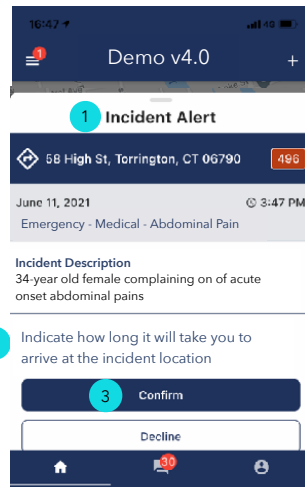 16:47 4G
1
Demo v4.0 +
1 Incident Alert
58 High St, Torrington, CT 06790 496
June 11, 2021 3:47 PM
Emergency - Medical - Abdominal Pain
Incident Description
34-year old female complaining on of acute
onset abdominal pains
Indicate how long it will take you to
arrive at the incident location
3 Confirm
Decline
30